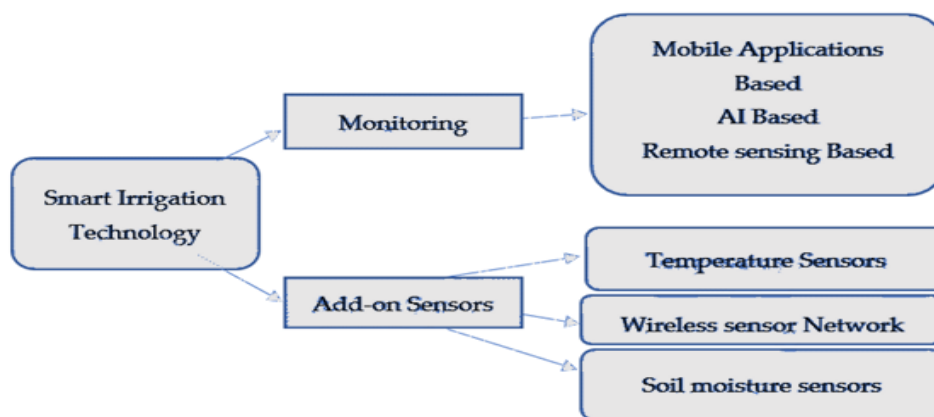 Mobile Applications
Based
AI Based
Remote sensing Based
Monitoring
Smart Irrigation
Technology
Add-on Sensors
Temperature Sensors
Wireless sensor Network
Soil moisture sensors